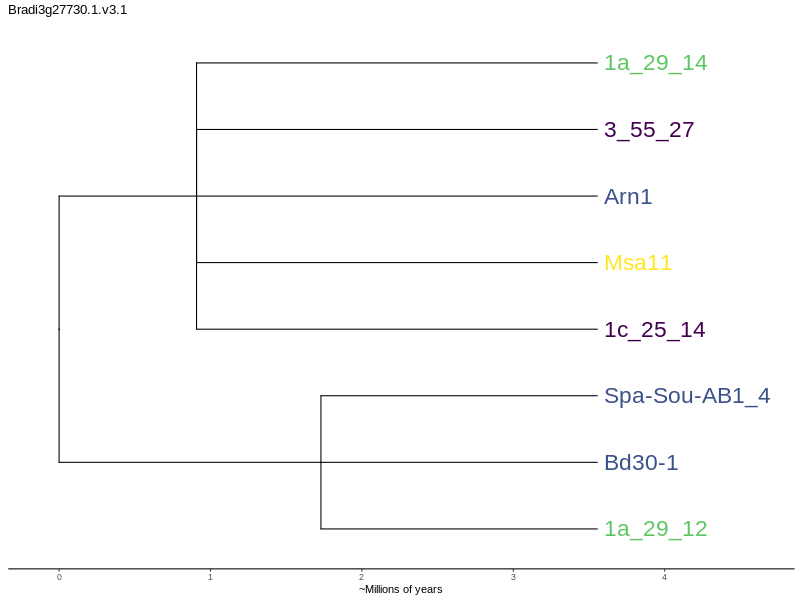 Bradi3g27730.1.v3.1
1a_29_14
3_55_27
Arn1
Msa11
1c_25_14
Spa-Sou-AB1_4
Bd30-1
1a_29_12
0 1 2 3 4
~Millions of years